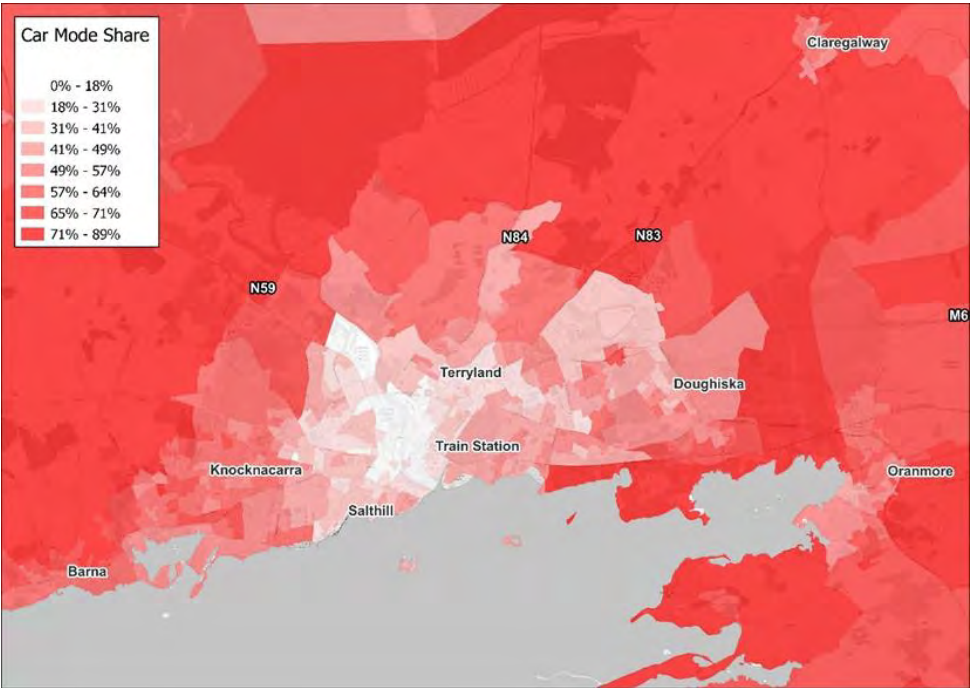 Car Mode Share
0% - 18%
18% - 31%
31% - 41%
41% - 49%
49% - 57%
57% - 64%
65% - 71%
71% - 89%
Claregalway
N84
N83
N59
M6
Terryland
Doughiska
Train Station
Knocknacarra
Oranmore
Salthill
Barna